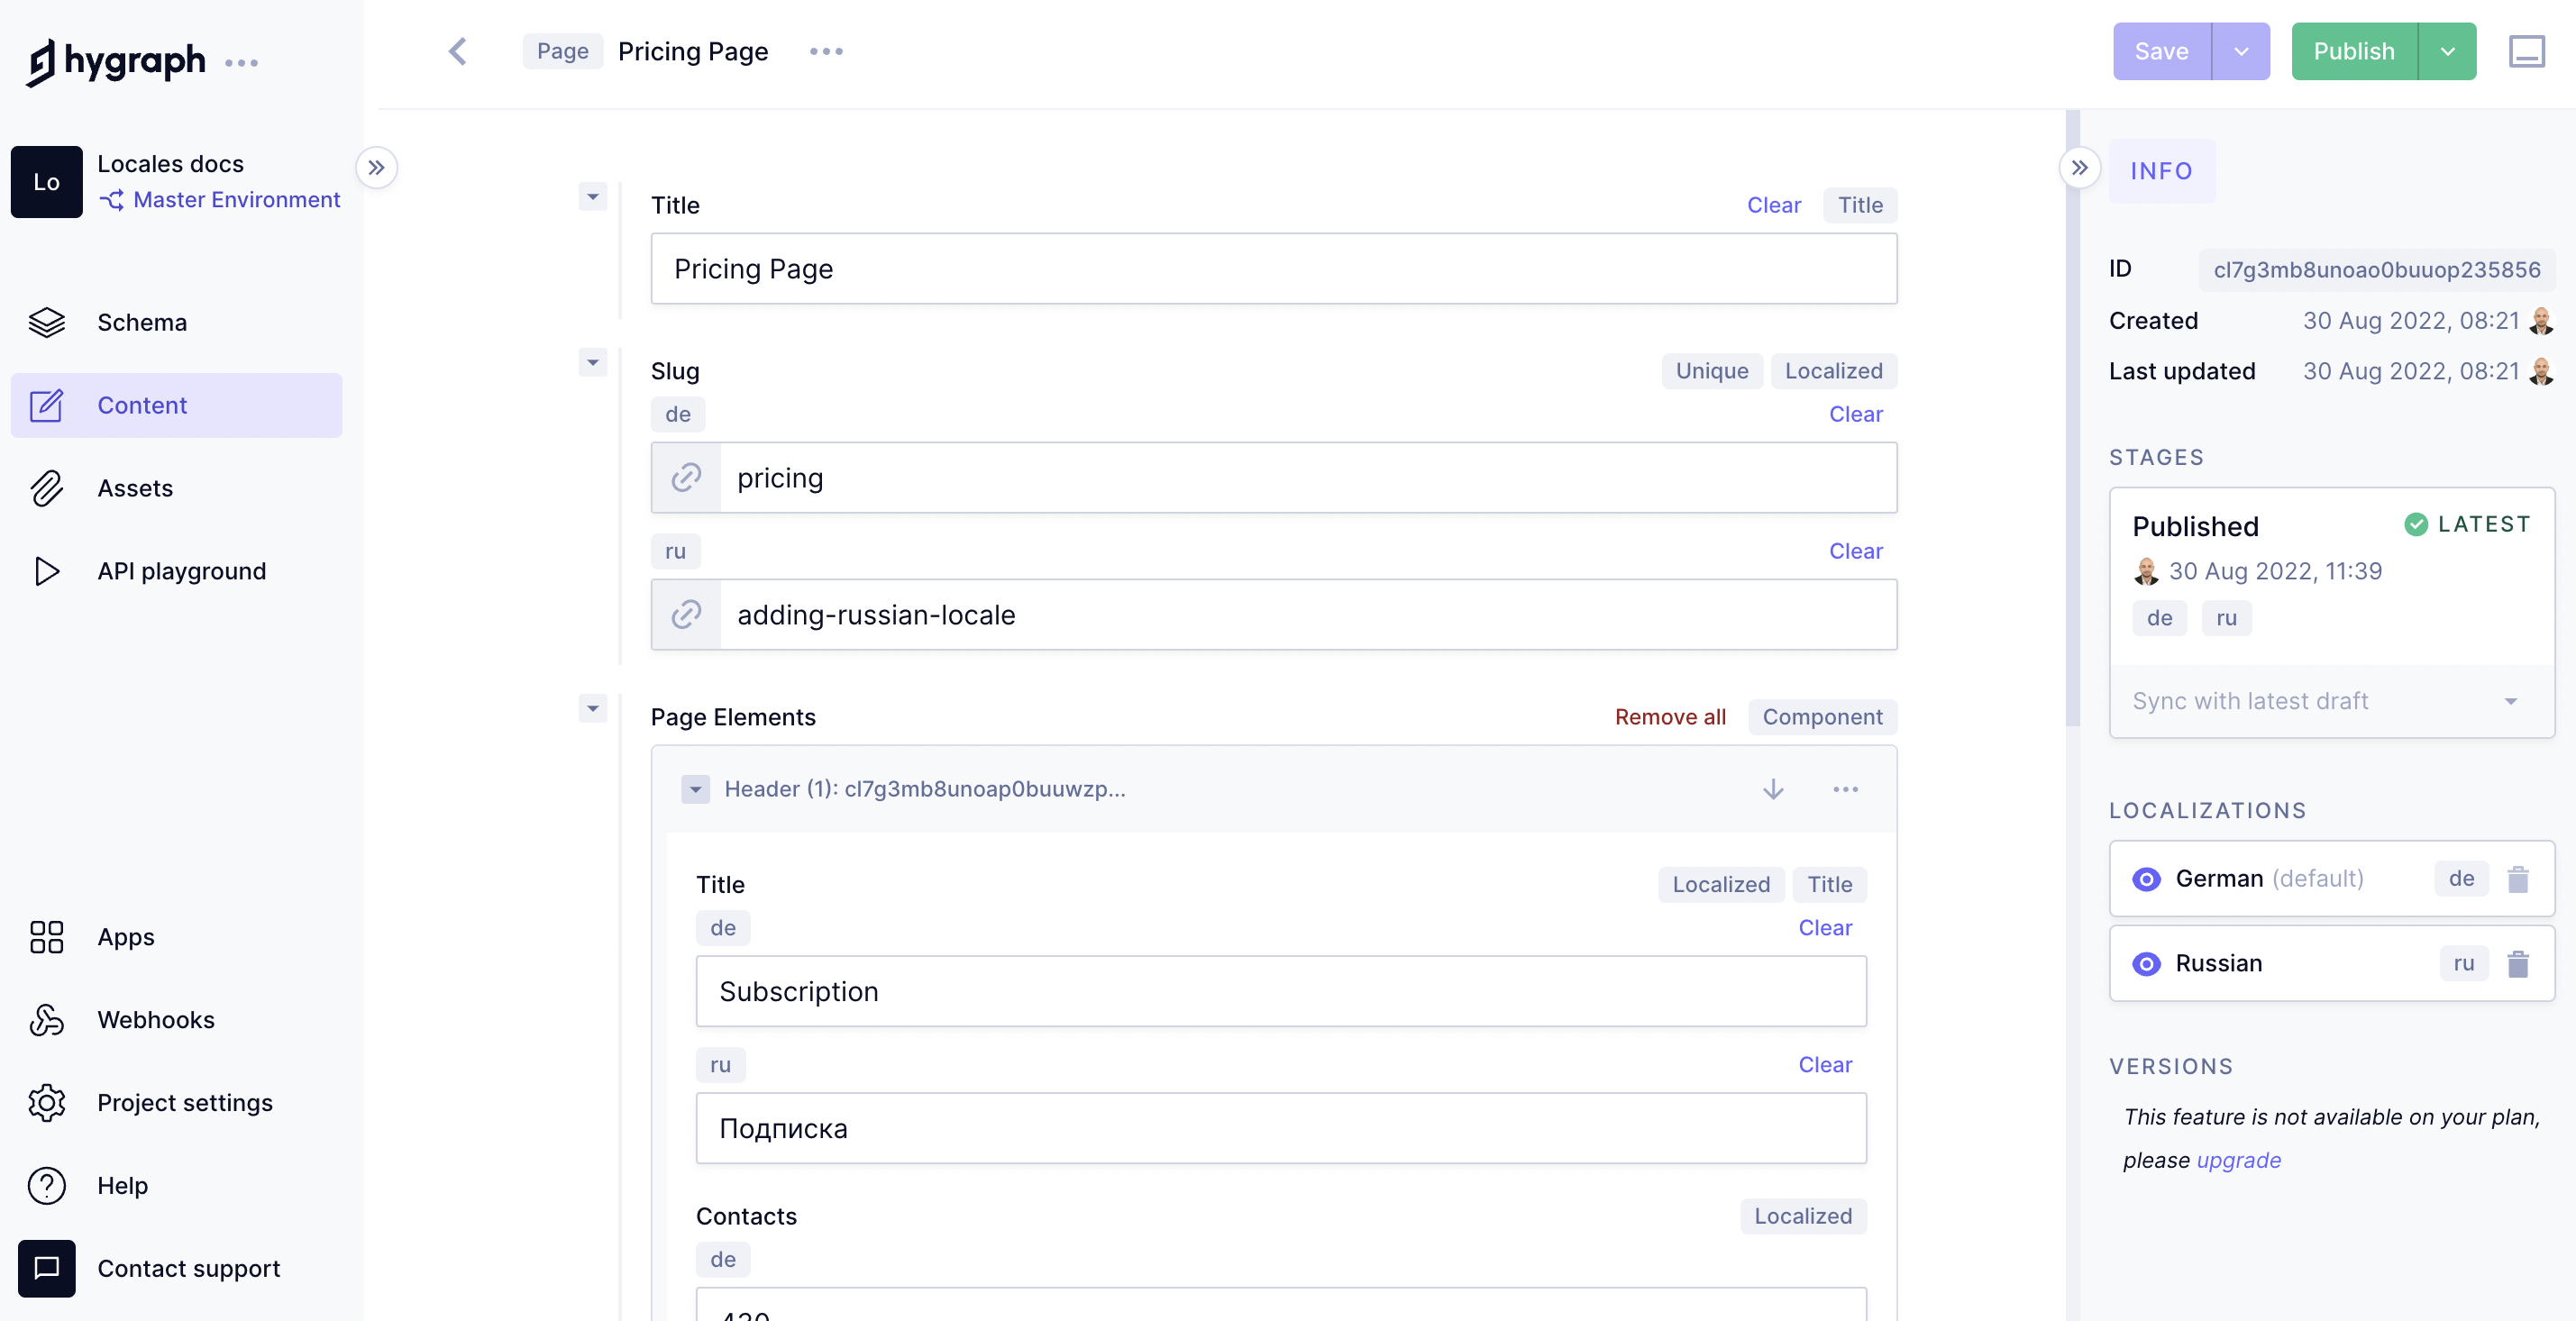 hygraph
Lo
Locales docs
Master Environment
Schema
Content
Assets
API playground
Apps
Webhooks
Project settings
Help
Contact support
Page Pricing Page
Save
Publish
Title Clear Title
Pricing Page
Slug Unique Localized
de Clear
pricing
ru Clear
adding-russian-locale
Page Elements Remove all Component
Header (1): cl7g3mb8unoap0buuwzp...
Title Localized Title
de Clear
Subscription
ru Clear
Подписка
Contacts Localized
de
INFO
ID cl7g3mb8unoao0buuop235856
Created 30 Aug 2022, 08:21
Last updated 30 Aug 2022, 08:21
STAGES
Published LATEST
30 Aug 2022, 11:39
de ru
Sync with latest draft
LOCALIZATIONS
German (default) de
Russian ru
VERSIONS
This feature is not available on your plan,
please upgrade